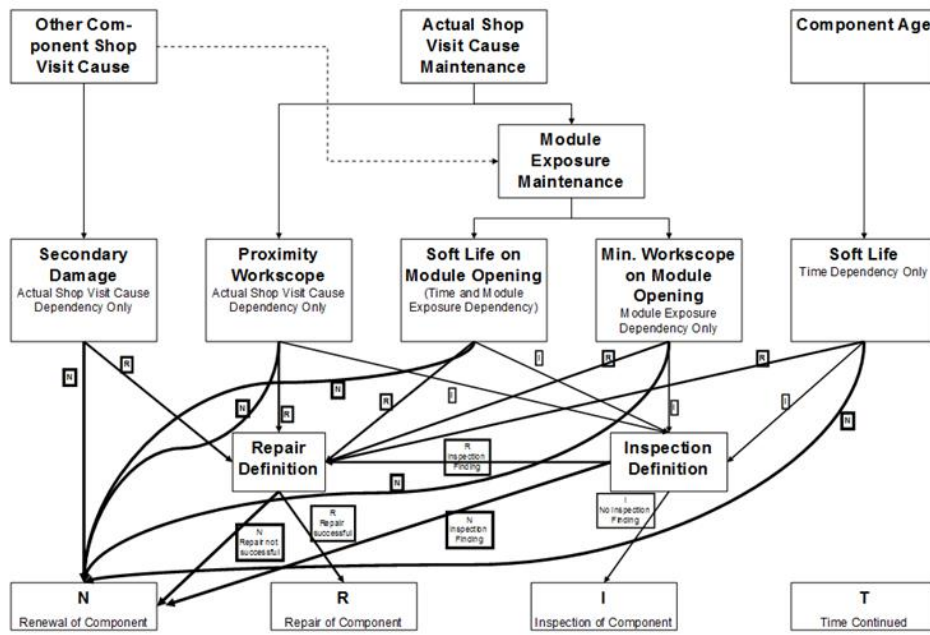 Other Com-
ponent Shop
Visit Cause
Actual Shop
Visit Cause
Maintenance
Component Age
Module
Exposure
Maintenance
Secondary
Damage
Actual Shop Visit Cause
Dependency Only
Proximity
Workscope
Actual Shop Visit Cause
Dependency Only
Soft Life on
Module Opening
(Time and Module
Exposure Dependency)
Min. Workscope
on Module
Opening
Module Exposure
Dependency Only
Soft Life
Time Dependency Only
N
R
N
R
N
R
I
I
R
I
N
R
I
N
Repair
Definition
R
Inspection
Finding
Inspection
Definition
N
Repair not
successful
R
Repair
successful
N
Inspection
Finding
I
No Inspection
Finding
N
Renewal of Component
R
Repair of Component
I
Inspection of Component
T
Time Continued